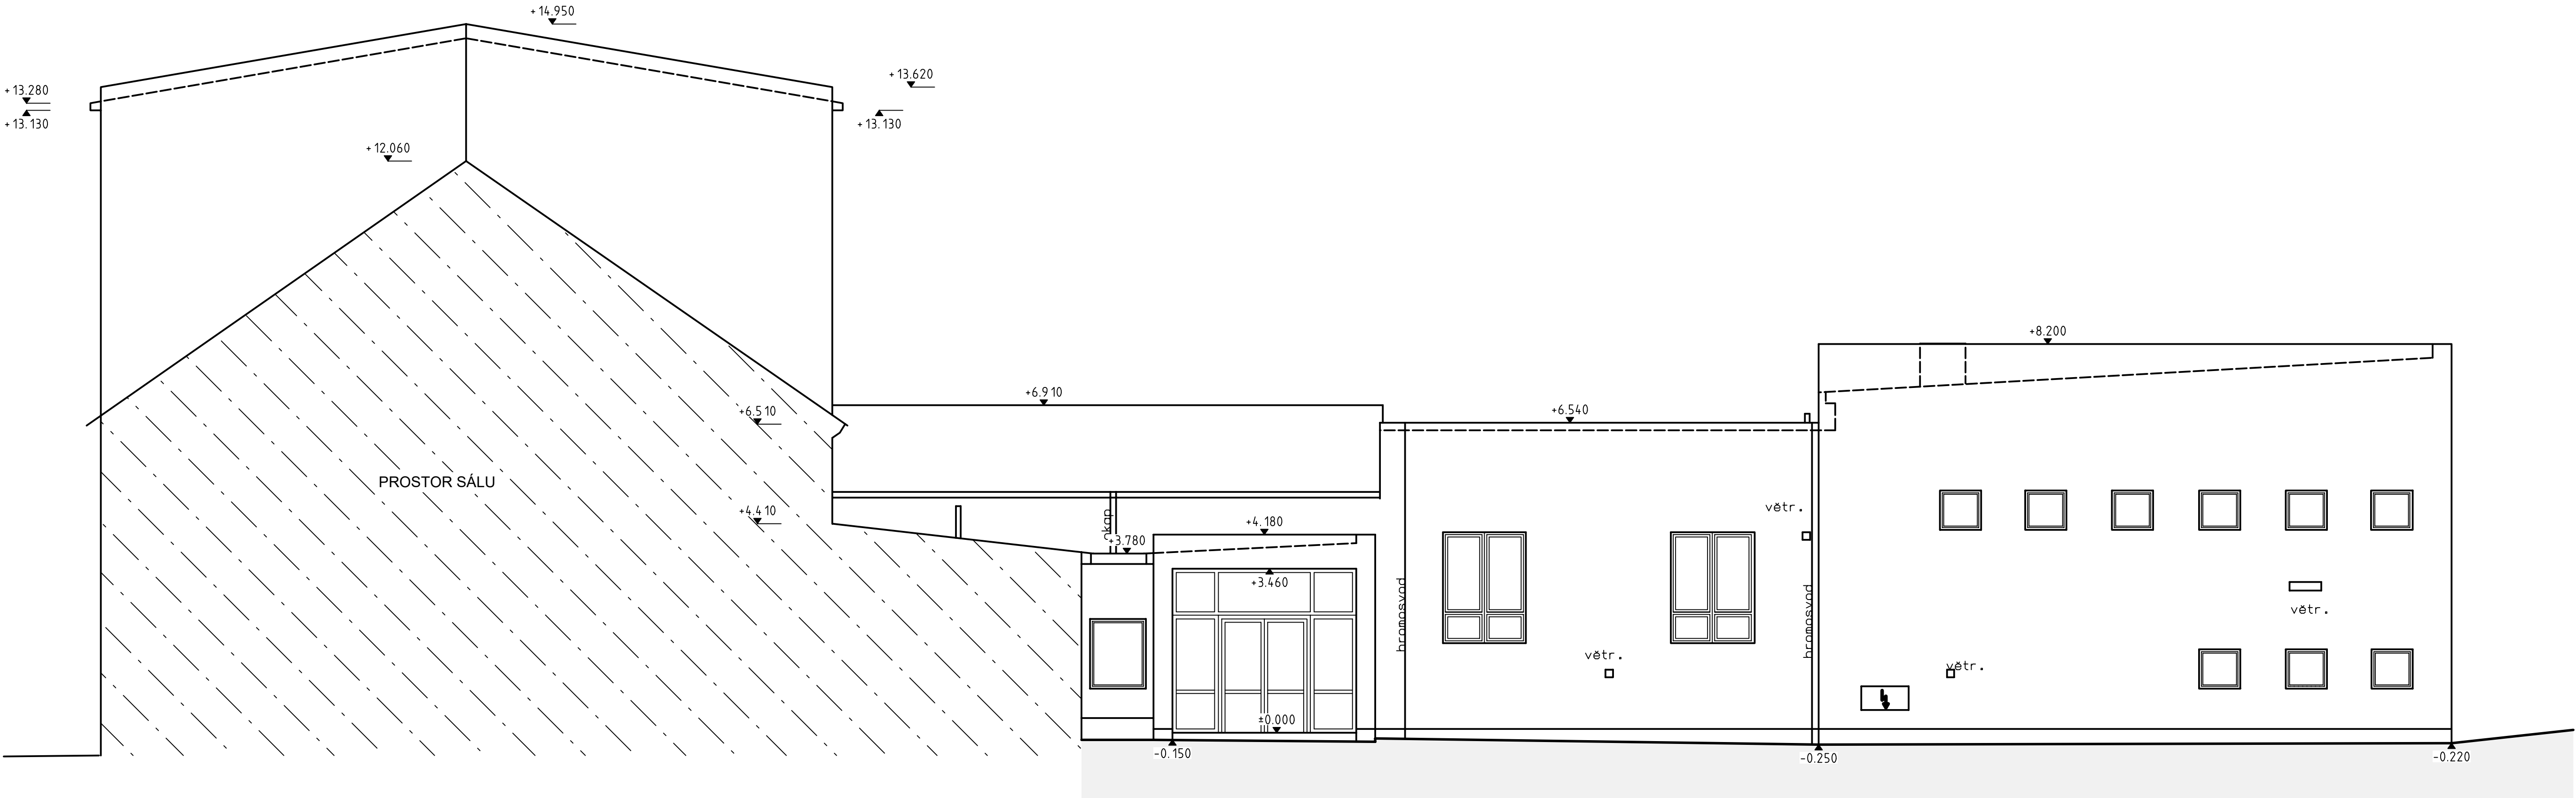 +14.950
+13.620
+13.280
+13.130
+13.130
+12.060
+8.200
+6.910
+6.510
+6.540
PROSTOR SÁLU
+4.410
okap
+4.180
větr.
+3.780
+3.460
hromosvod
hromosvod
větr.
větr.
větr.
±0.000
-0.150
-0.250
-0.220